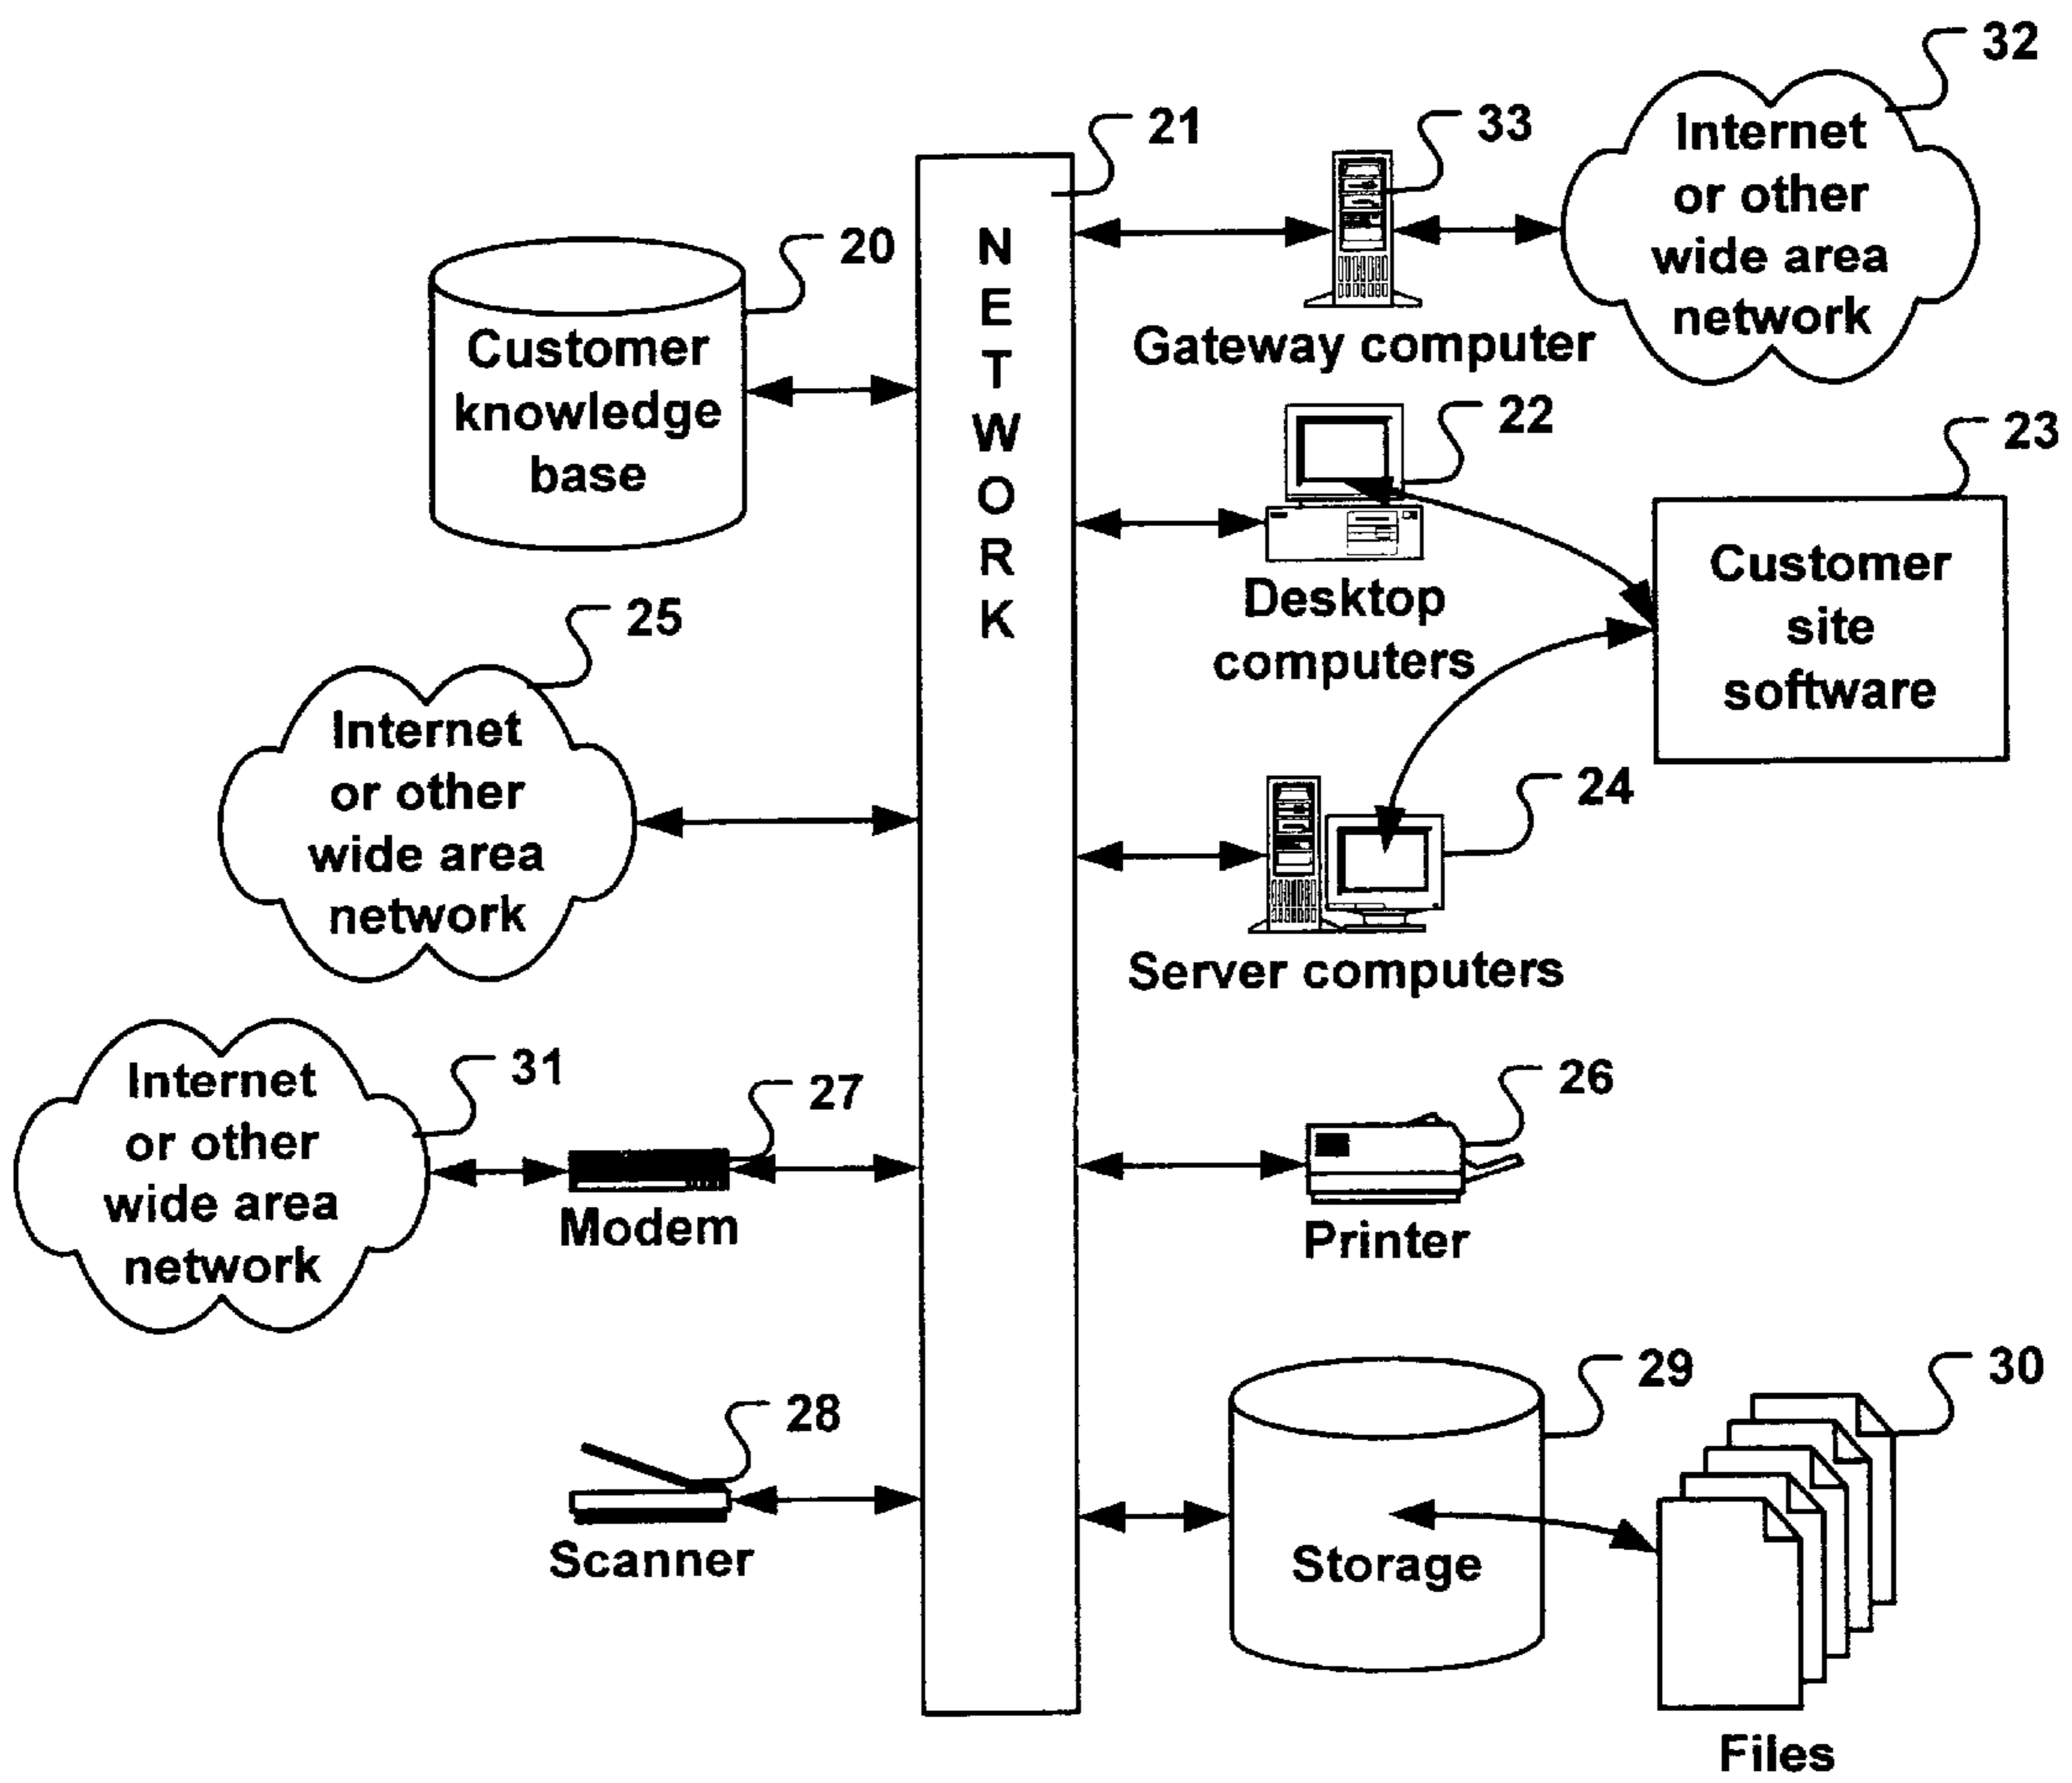 32
Internet
or other
wide area
network
21
33
Gateway computer
20
Customer
knowledge
base
NETWORK
22
Desktop
computers
23
Customer
site
software
25
Internet
or other
wide area
network
24
Server computers
31
Internet
or other
wide area
network
27
Modem
26
Printer
28
Scanner
29
Storage
30
Files